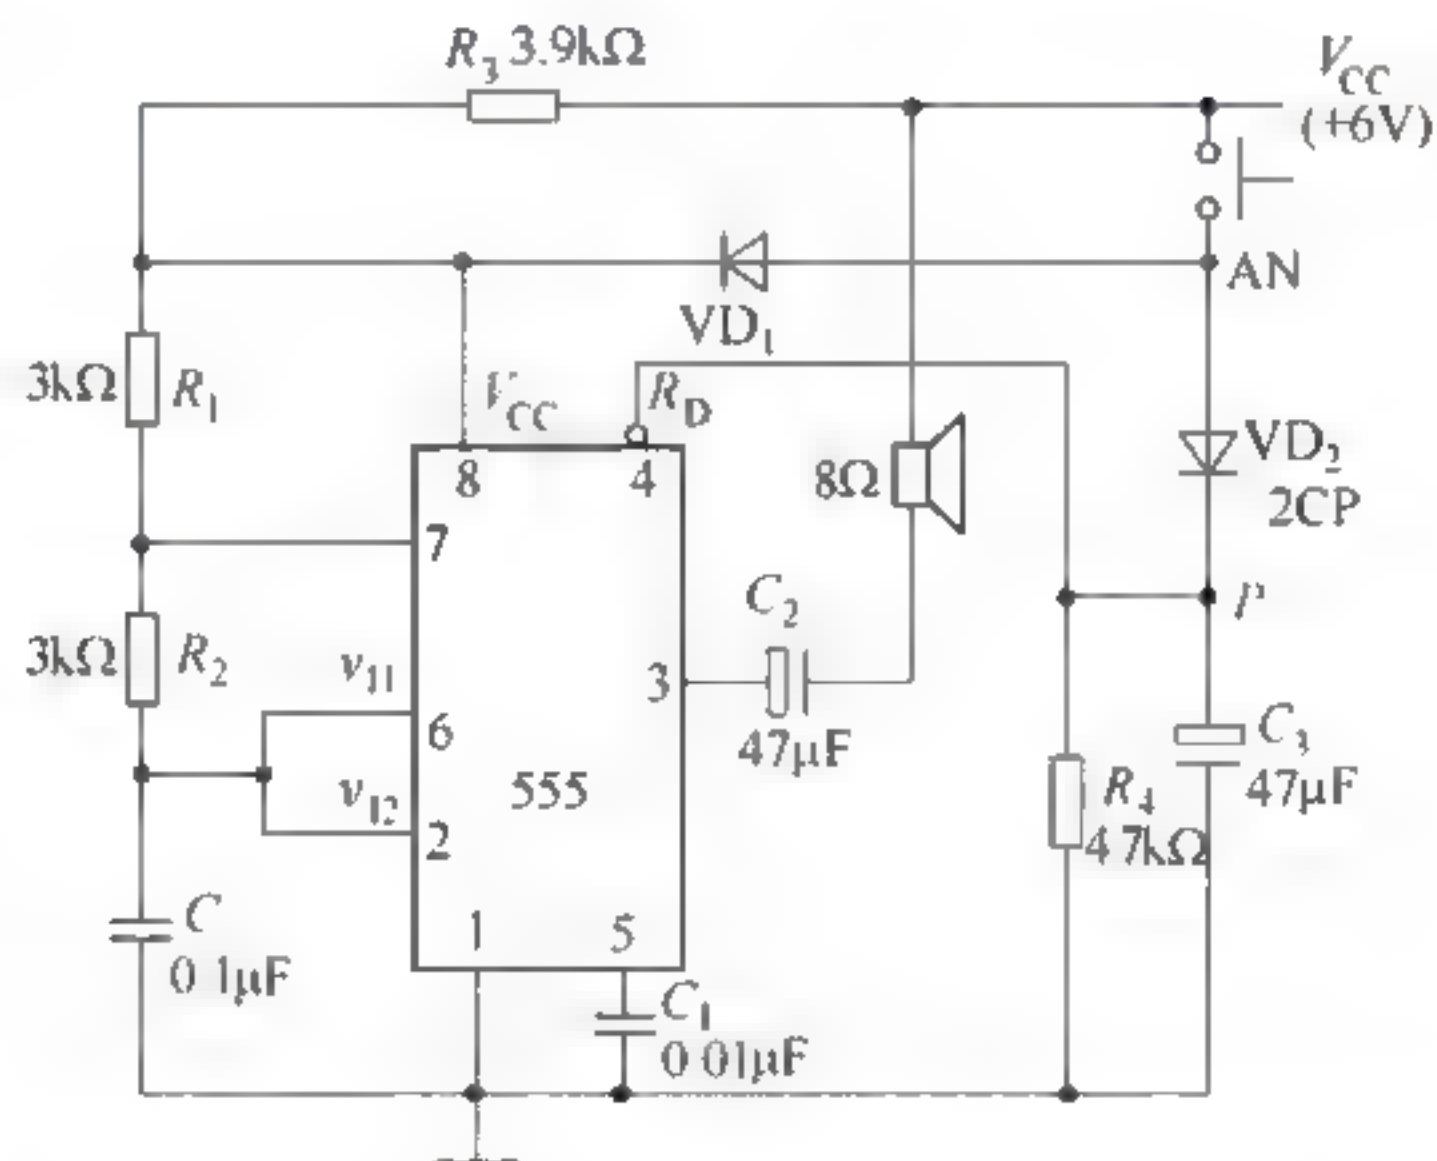 R3 3.9kΩ
VCC
(+6V)
AN
VD1
3kΩ R1
VCC
RD
8
4
8Ω
VD2
2CP
7
C2
P
3kΩ R2
vI1
3
6
47μF
C3
47μF
R4
4.7kΩ
555
vI2
2
C
0.1μF
1
5
C1
0.01μF